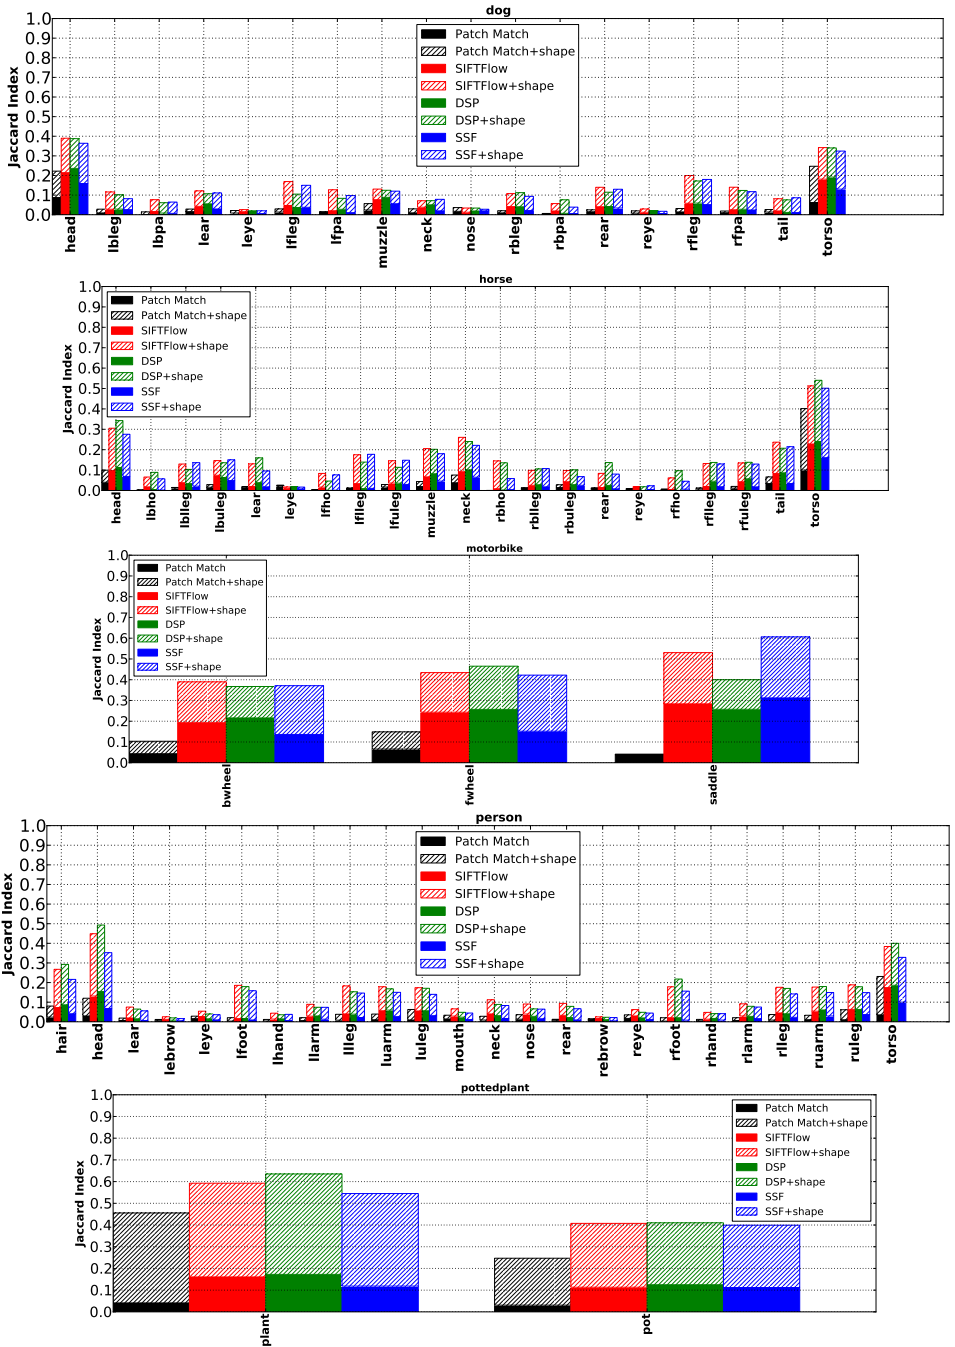 dog
Jaccard Index
1.0
0.9
0.8
0.7
0.6
0.5
0.4
0.3
0.2
0.1
0.0
Patch Match
Patch Match+shape
SIFTFlow
SIFTFlow+shape
DSP
DSP+shape
SSF
SSF+shape
head lbleg lbpa lear leye lfleg lfpa muzzle neck nose rbleg rbpa rear reye rfleg rfpa tail torso
horse
Jaccard Index
1.0
0.9
0.8
0.7
0.6
0.5
0.4
0.3
0.2
0.1
0.0
Patch Match
Patch Match+shape
SIFTFlow
SIFTFlow+shape
DSP
DSP+shape
SSF
SSF+shape
head lbho lblleg lbuleg lear leye lfho lflleg lfuleg muzzle neck rbho rblleg rbuleg rear reye rfho rflleg rfuleg tail torso
motorbike
Jaccard Index
1.0
0.9
0.8
0.7
0.6
0.5
0.4
0.3
0.2
0.1
0.0
Patch Match
Patch Match+shape
SIFTFlow
SIFTFlow+shape
DSP
DSP+shape
SSF
SSF+shape
bwheel fwheel saddle
person
Jaccard Index
1.0
0.9
0.8
0.7
0.6
0.5
0.4
0.3
0.2
0.1
0.0
Patch Match
Patch Match+shape
SIFTFlow
SIFTFlow+shape
DSP
DSP+shape
SSF
SSF+shape
hair head lear lebrow leye lfoot lhand llarm llleg luarm luleg mouth neck nose rear rebrow reye rfoot rhand rlarm rlleg ruarm ruleg torso
pottedplant
Jaccard Index
1.0
0.9
0.8
0.7
0.6
0.5
0.4
0.3
0.2
0.1
0.0
Patch Match
Patch Match+shape
SIFTFlow
SIFTFlow+shape
DSP
DSP+shape
SSF
SSF+shape
plant pot